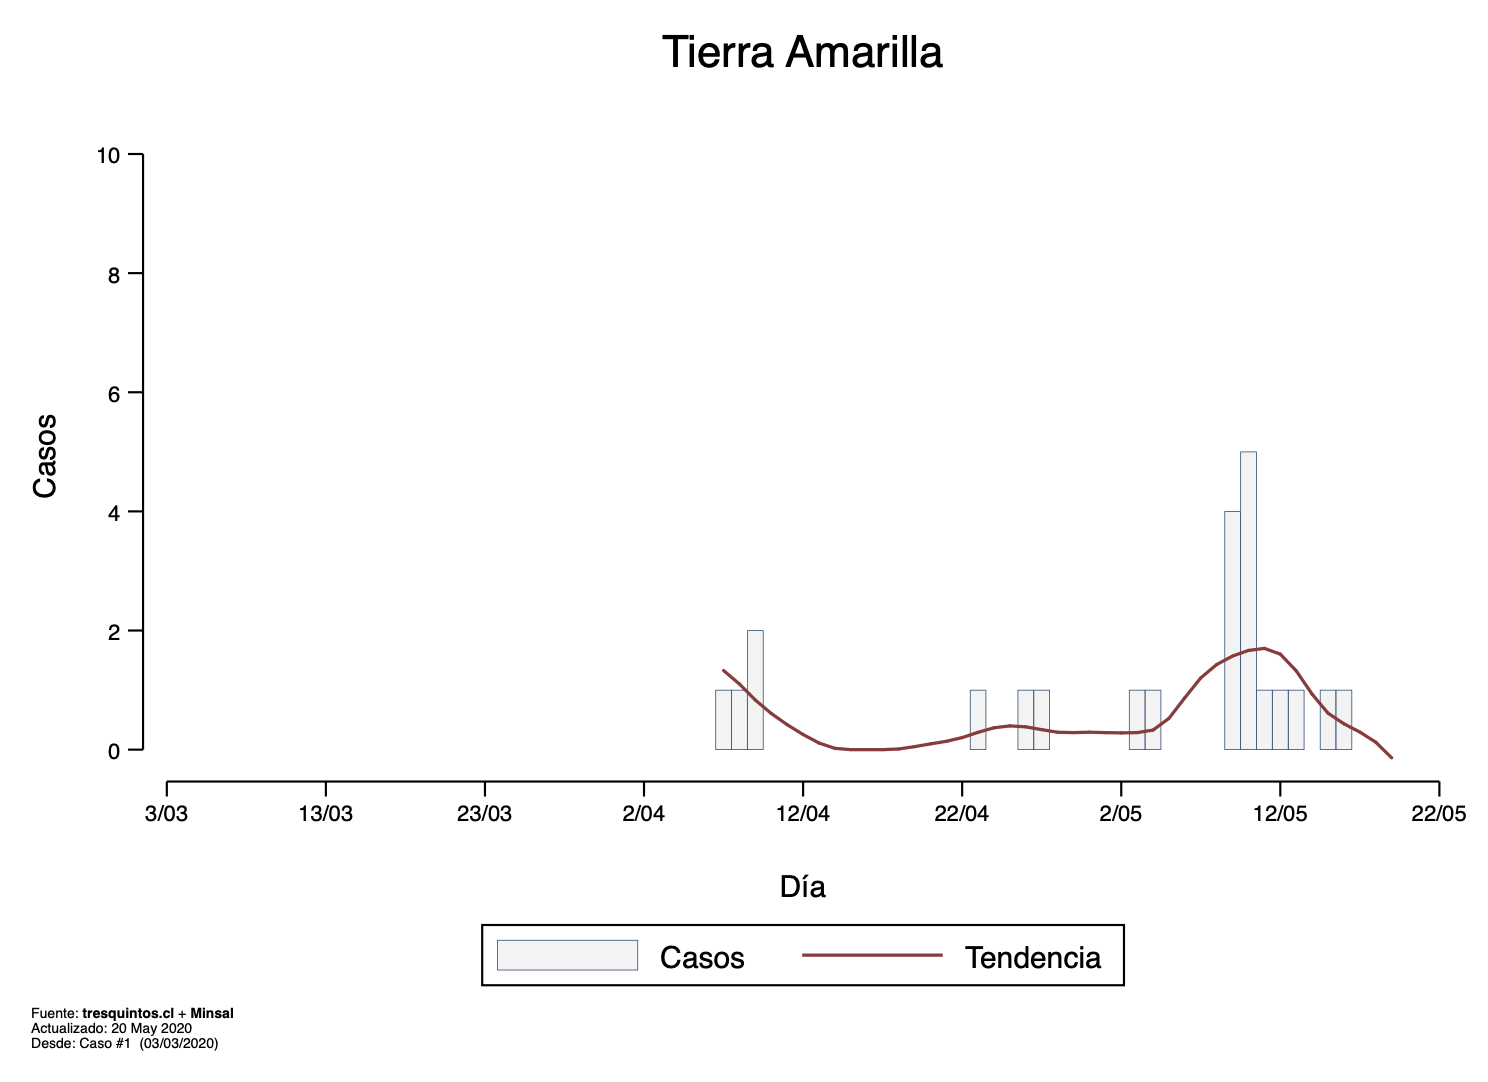 Tierra Amarilla
10
8
6
4
2
0
Casos
3/03 13/03 23/03 2/04 12/04 22/04 2/05 12/05 22/05
Día
Casos Tendencia
Fuente: tresquintos.cl + Minsal
Actualizado: 20 May 2020
Desde: Caso #1 (03/03/2020)